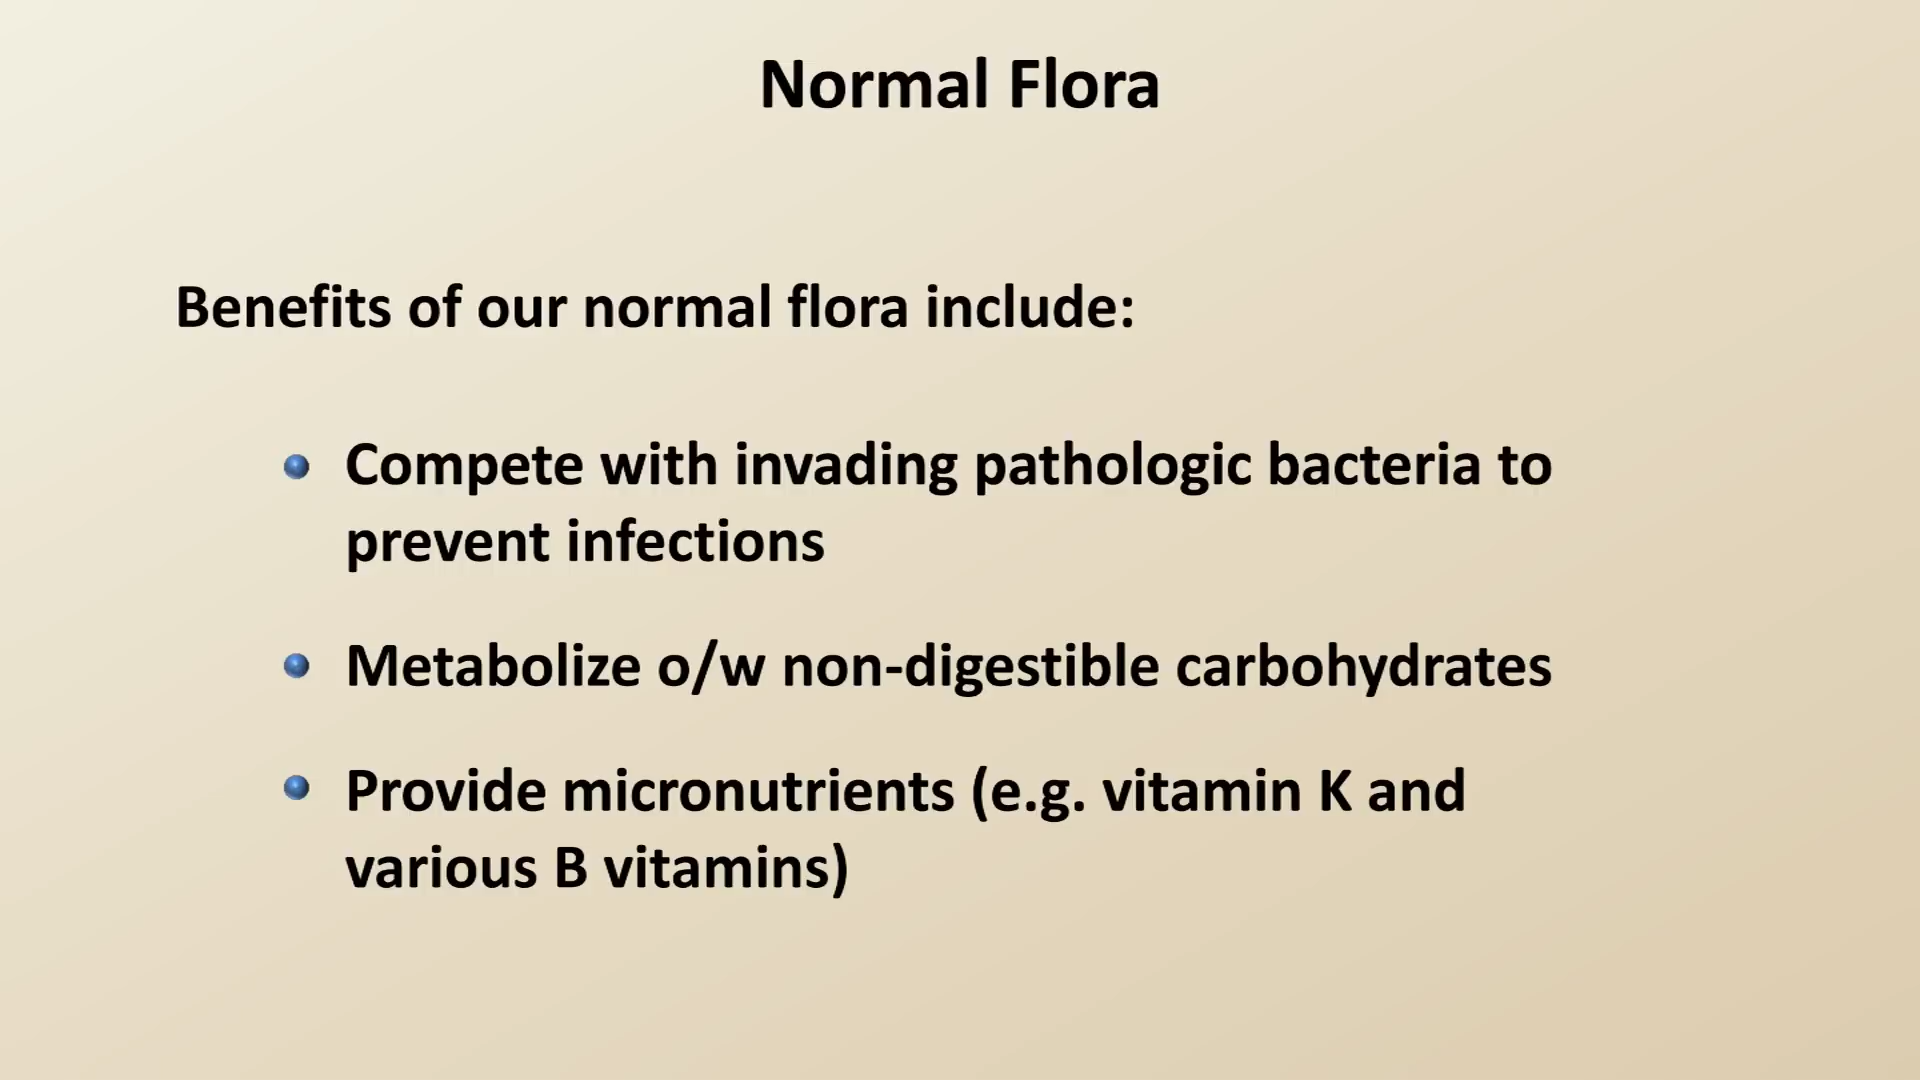 Normal Flora
Benefits of our normal flora include:
Compete with invading pathologic bacteria to
prevent infections
Metabolize o/w non-digestible carbohydrates
Provide micronutrients (e.g. vitamin K and
various B vitamins)